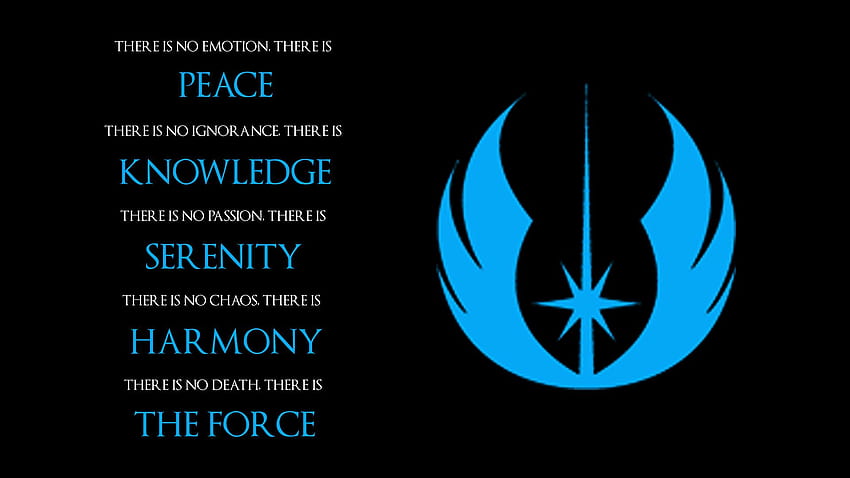 THERE IS NO EMOTION, THERE IS
PEACE
THERE IS NO IGNORANCE, THERE IS
KNOWLEDGE
THERE IS NO PASSION, THERE IS
SERENITY
THERE IS NO CHAOS, THERE IS
HARMONY
THERE IS NO DEATH, THERE IS
THE FORCE